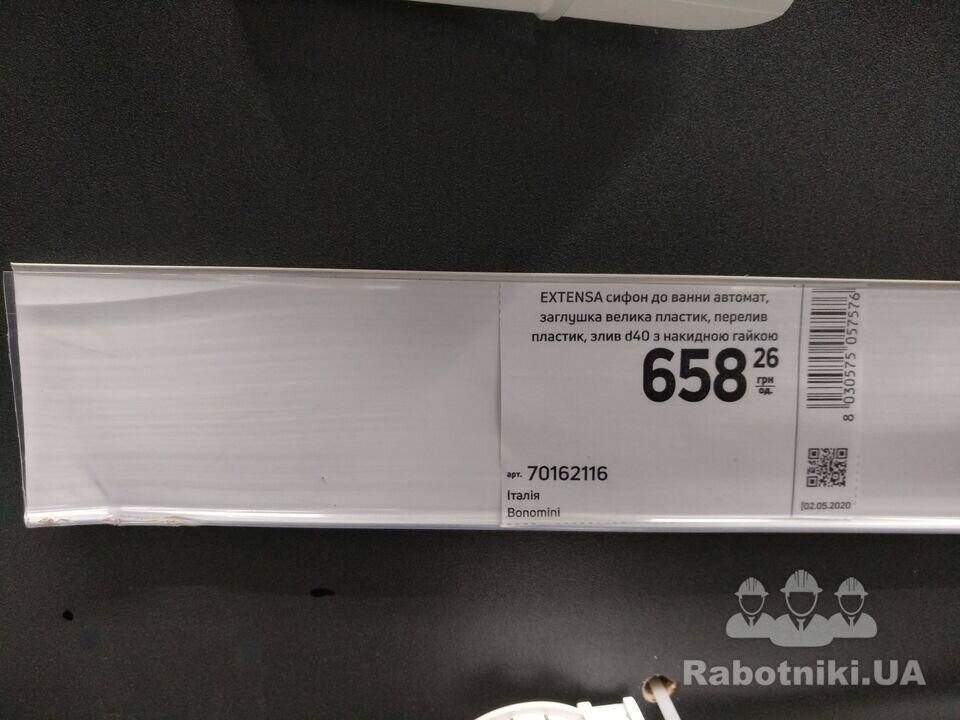 EXTENSA сифон до ванни автомат,
заглушка велика пластик, перелив
пластик, злив d40 з накидною гайкою
658 26
грн
од.
арт. 70162116
Італія
Bonomini
8 030575 057576
[02.05.2020
Rabotniki.UA